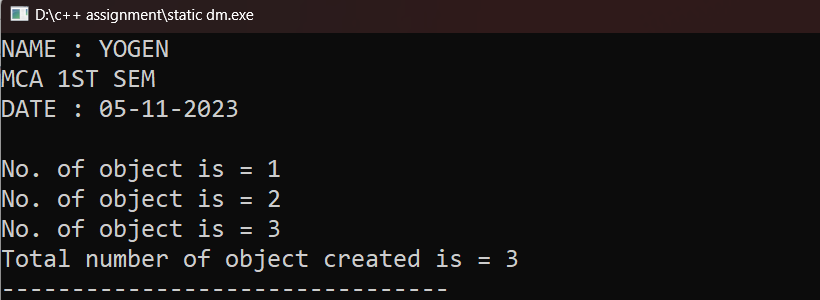 D:\c++ assignment\static dm.exe
NAME : YOGEN
MCA 1ST SEM
DATE : 05-11-2023
No. of object is = 1
No. of object is = 2
No. of object is = 3
Total number of object created is = 3
--------------------------------